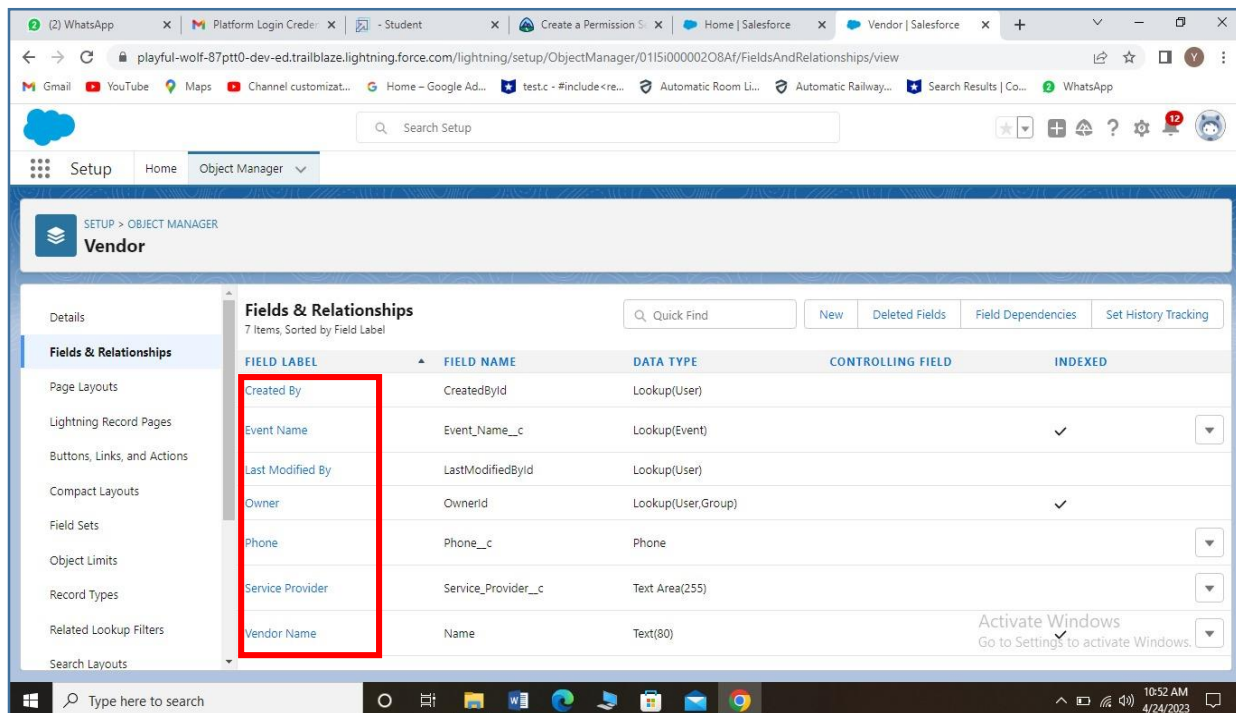 (2) WhatsApp
Platform Login Creder
- Student
Create a Permission S
Home | Salesforce
Vendor | Salesforce
playful-wolf-87ptt0-dev-ed.trailblaze.lightning.force.com/lightning/setup/ObjectManager/01I5i000002O8Af/FieldsAndRelationships/view
Y
Gmail YouTube Maps Channel customizat... Home – Google Ad... test.c - #include<re... Automatic Room Li... Automatic Railway... Search Results | Co... WhatsApp
Search Setup
12
Setup Home Object Manager
SETUP > OBJECT MANAGER
Vendor
Details
Fields & Relationships
Page Layouts
Lightning Record Pages
Buttons, Links, and Actions
Compact Layouts
Field Sets
Object Limits
Record Types
Related Lookup Filters
Search Layouts
Fields & Relationships
7 Items, Sorted by Field Label
Quick Find New Deleted Fields Field Dependencies Set History Tracking
FIELD LABEL FIELD NAME DATA TYPE CONTROLLING FIELD INDEXED
Created By CreatedById Lookup(User)
Event Name Event_Name__c Lookup(Event)
Last Modified By LastModifiedById Lookup(User)
Owner OwnerId Lookup(User,Group)
Phone Phone__c Phone
Service Provider Service_Provider__c Text Area(255)
Vendor Name Name Text(80)
Activate Windows
Go to Settings to activate Windows.
Type here to search
10:52 AM
4/24/2023